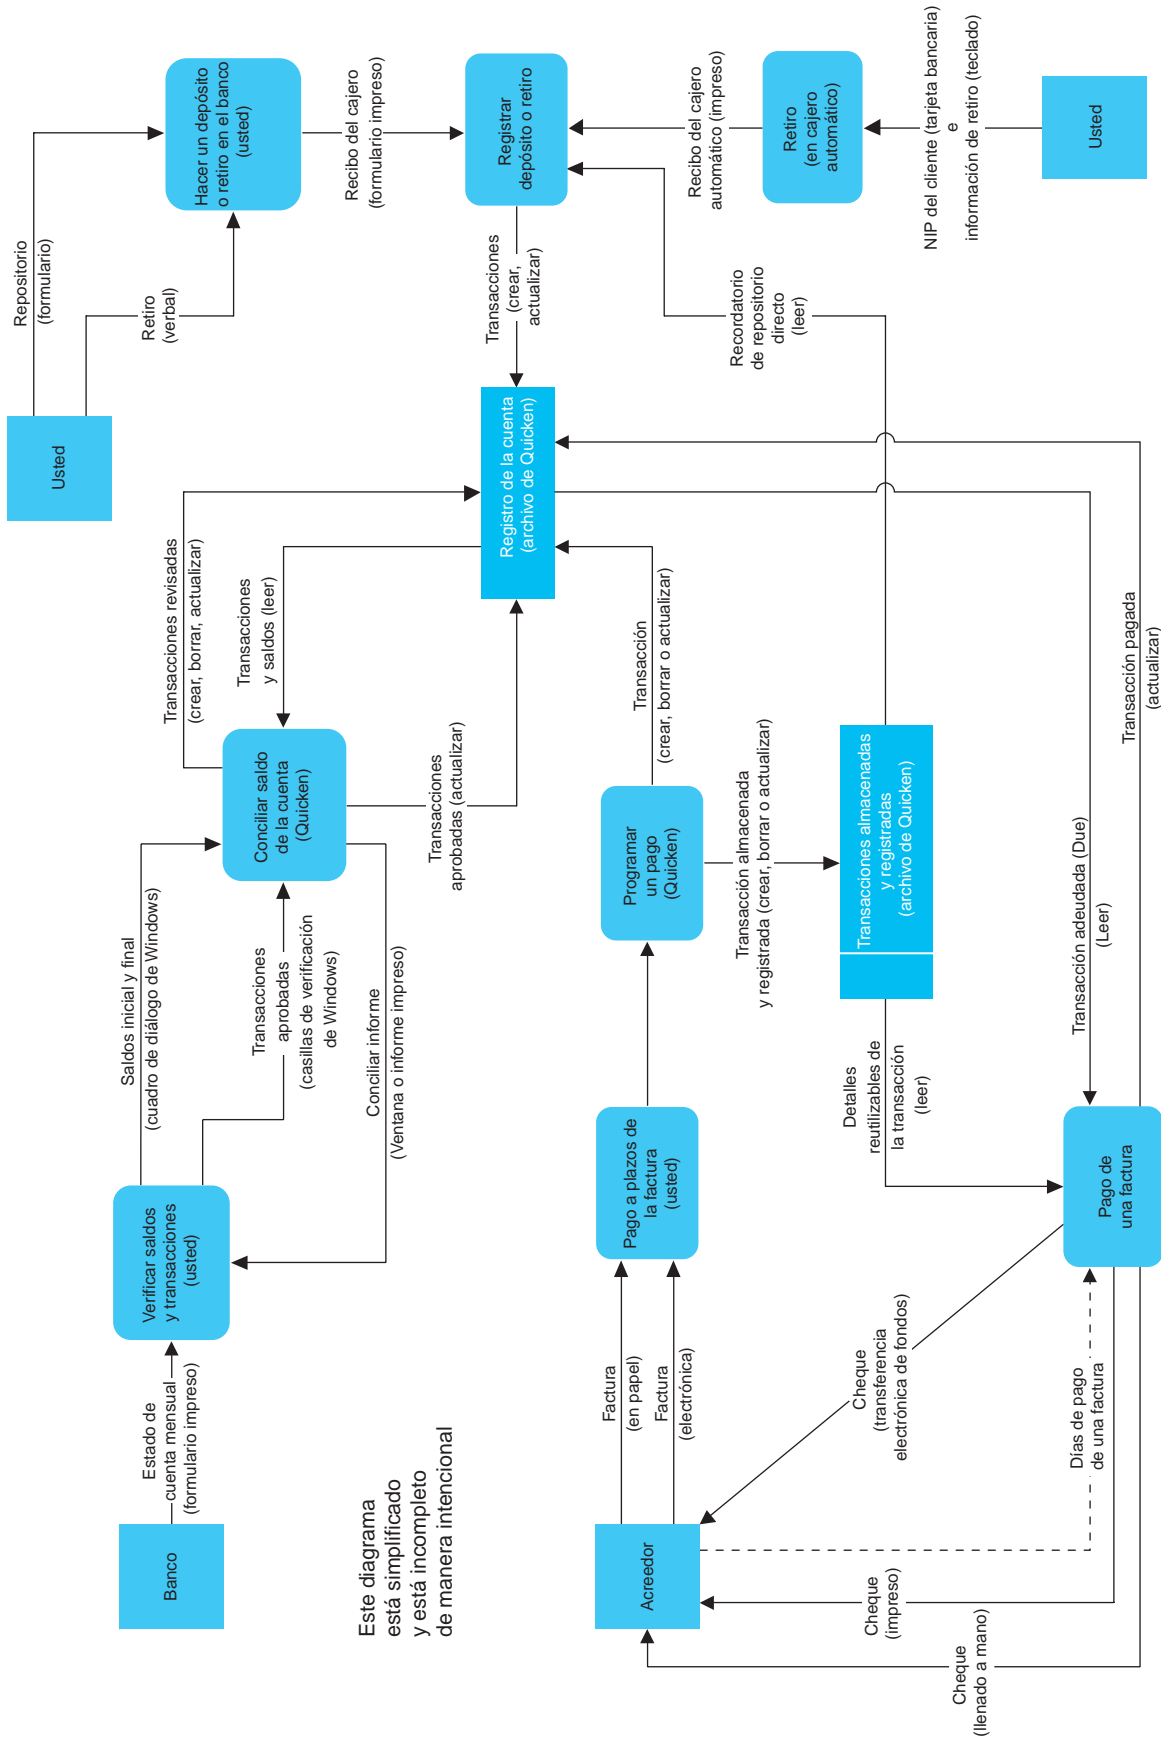 Usted
Repositorio
(formulario)
Retiro
(verbal)
Hacer un depósito
o retiro en el banco
(usted)
Recibo del cajero
(formulario impreso)
Registrar
depósito o retiro
Recibo del cajero
automático (impreso)
Retiro
(en cajero
automático)
NIP del cliente (tarjeta bancaria)
e
información de retiro (teclado)
Usted
Transacciones
(crear,
actualizar)
Recordatorio
de repositorio
directo
(leer)
Registro de la cuenta
(archivo de Quicken)
Transacciones revisadas
(crear, borrar, actualizar)
Transacciones
y saldos (leer)
Conciliar saldo
de la cuenta
(Quicken)
Transacciones
aprobadas (actualizar)
Transacción
(crear, borrar o actualizar)
Programar
un pago
(Quicken)
Transacción almacenada
y registrada (crear, borrar o actualizar)
Transacciones almacenadas
y registradas
(archivo de Quicken)
Transacción pagada
(actualizar)
Transacción adeudada (Due)
(Leer)
Saldos inicial y final
(cuadro de diálogo de Windows)
Transacciones
aprobadas
(casillas de verificación
de Windows)
Conciliar informe
(Ventana o informe impreso)
Verificar saldos
y transacciones
(usted)
Pago a plazos de
la factura
(usted)
Detalles
reutilizables de
la transacción
(leer)
Pago de
una factura
Estado de
cuenta mensual
(formulario impreso)
Banco
Factura
(en papel)
Factura
(electrónica)
Cheque
(transferencia
electrónica de fondos)
Días de pago
de una factura
Acreedor
Cheque
(impreso)
Cheque
(llenado a mano)
Este diagrama
está simplificado
y está incompleto
de manera intencional